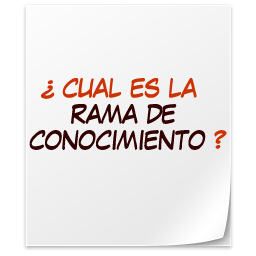 ¿ CUAL ES LA
RAMA DE
CONOCIMIENTO ?